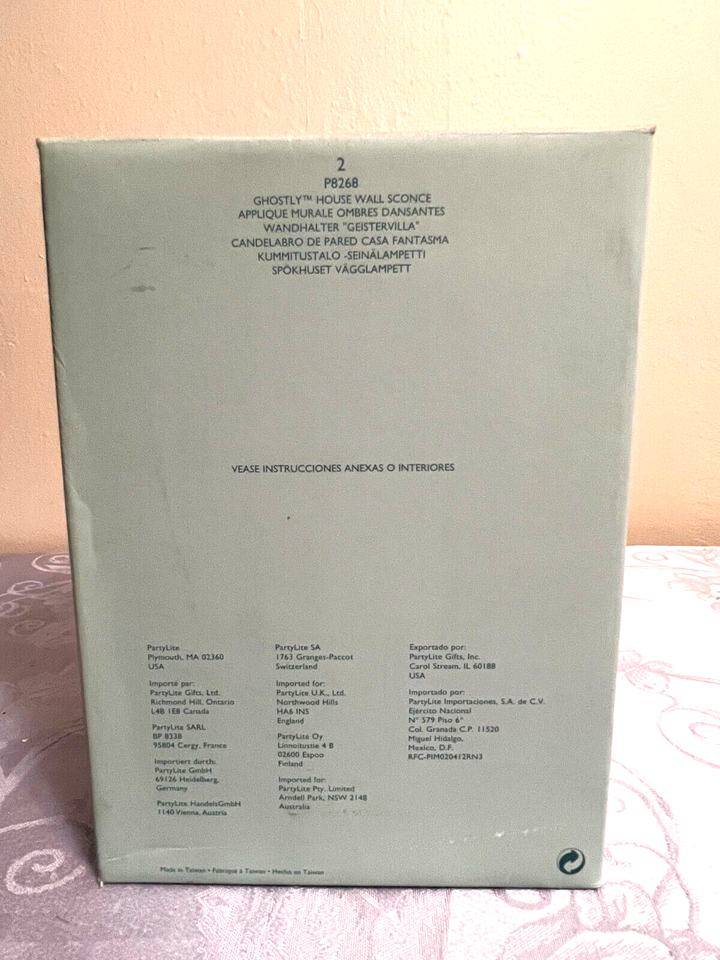 2
P8268
GHOSTLY™ HOUSE WALL SCONCE
APPLIQUE MURALE OMBRES DANSANTES
WANDHALTER "GEISTERVILLA"
CANDELABRO DE PARED CASA FANTASMA
KUMMITUSTALO -SEINÄLAMPETTI
SPÖKHUSET VÄGGLAMPETT
VEASE INSTRUCCIONES ANEXAS O INTERIORES
PartyLite
Plymouth, MA 02360
USA
Importé par:
PartyLite Gifts, Ltd.
Richmond Hill, Ontario
L4B 1E8 Canada
PartyLite SARL
BP 8338
95804 Cergy, France
Importiert durch:
PartyLite GmbH
69126 Heidelberg,
Germany
PartyLite HandelsGmbH
1140 Vienna, Austria
PartyLite SA
1763 Granges-Paccot
Switzerland
Imported for:
PartyLite U.K., Ltd.
Northwood Hills
HA6 INS
England
PartyLite Oy
Linnoitustie 4 B
02600 Espoo
Finland
Imported for:
PartyLite Pty. Limited
Arndell Park, NSW 2148
Australia
Exportado por:
PartyLite Gifts, Inc.
Carol Stream, IL 60188
USA
Importado por:
PartyLite Importaciones, S.A. de C.V.
Ejército Nacional
N° 579 Piso 6°
Col. Granada C.P. 11520
Miguel Hidalgo,
Mexico, D.F.
RFC-PIM020412RN3
Made in Taiwan • Fabriqué à Taiwan • Hecho en Taiwan